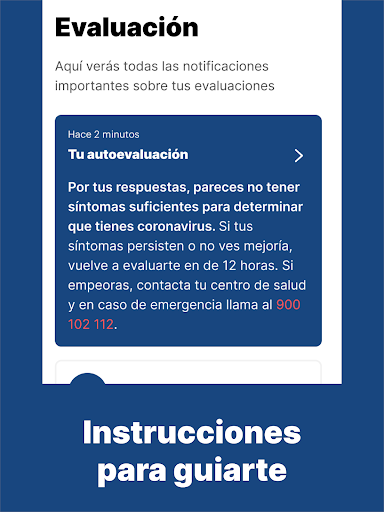 Evaluación
Aquí verás todas las notificaciones
importantes sobre tus evaluaciones
Hace 2 minutos
Tu autoevaluación
Por tus respuestas, pareces no tener
síntomas suficientes para determinar
que tienes coronavirus. Si tus
síntomas persisten o no ves mejoría,
vuelve a evaluarte en de 12 horas. Si
empeoras, contacta tu centro de salud
y en caso de emergencia llama al 900
102 112.
Instrucciones
para guiarte